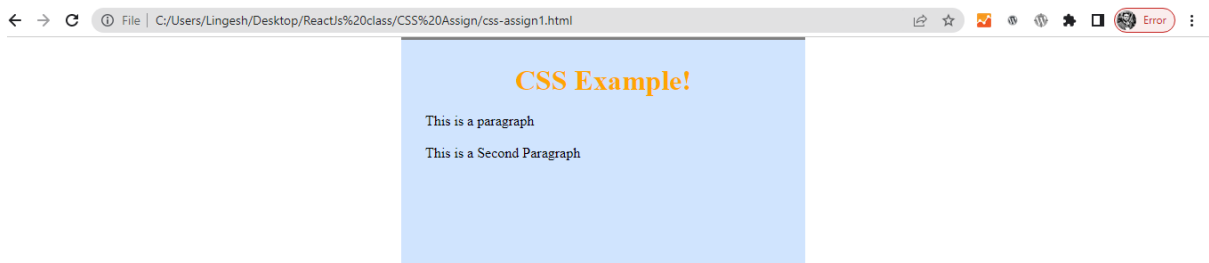 File C:/Users/Lingesh/Desktop/ReactJs%20class/CSS%20Assign/css-assign1.html Error
CSS Example!
This is a paragraph
This is a Second Paragraph